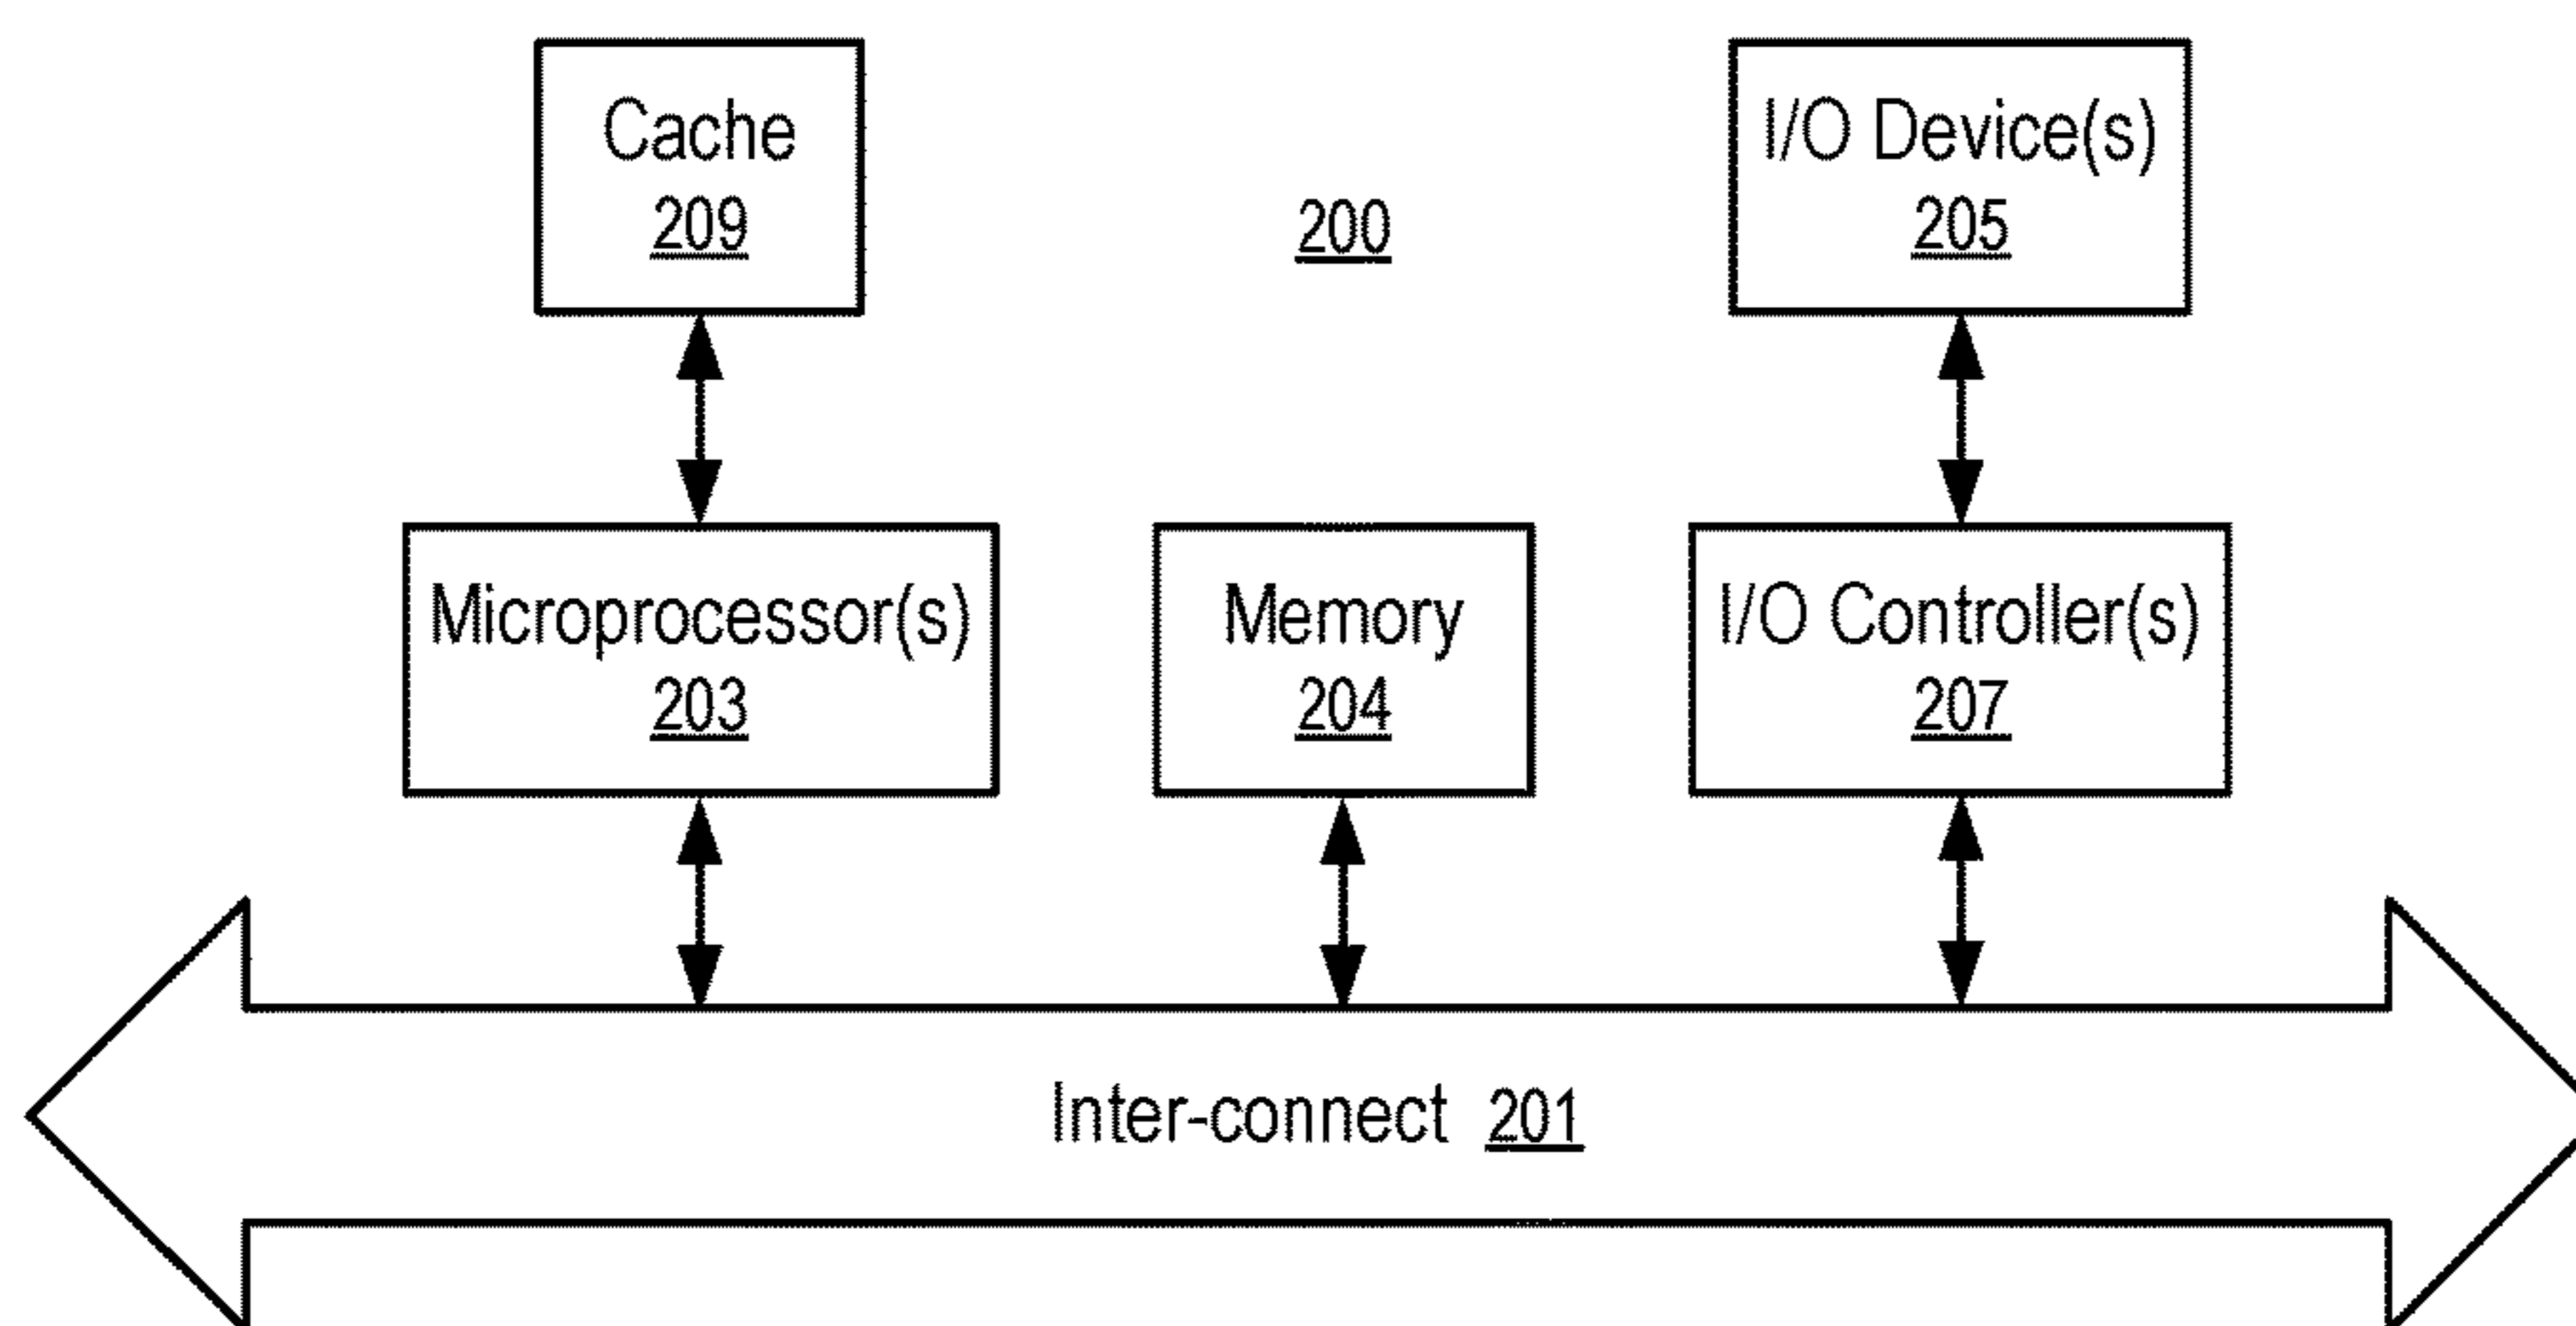 Cache
209
200
I/O Device(s)
205
Microprocessor(s)
203
Memory
204
I/O Controller(s)
207
Inter-connect 201